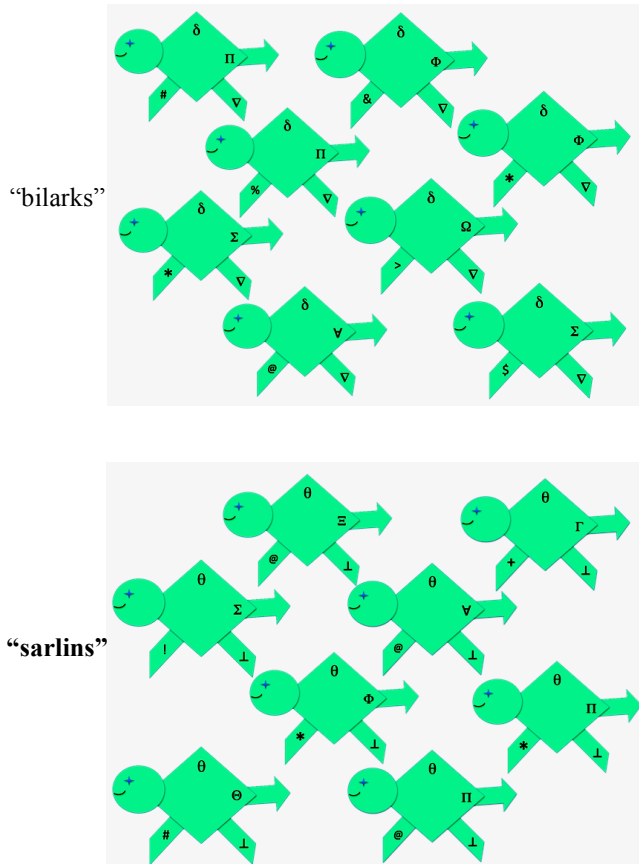 δ δ
Π Φ
# ∇ & ∇
δ δ
Π Φ
% ∇ * ∇
“bilarks”
δ δ
Σ Ω
* ∇ > ∇
δ δ
∀ Σ
@ ∇ $ ∇
θ θ
Ξ Γ
@ ⊥ + ⊥
θ θ
Σ ∀
! ⊥ @ ⊥
“sarlins”
θ θ
Φ Π
* ⊥ * ⊥
θ θ
Θ Π
# ⊥ @ ⊥